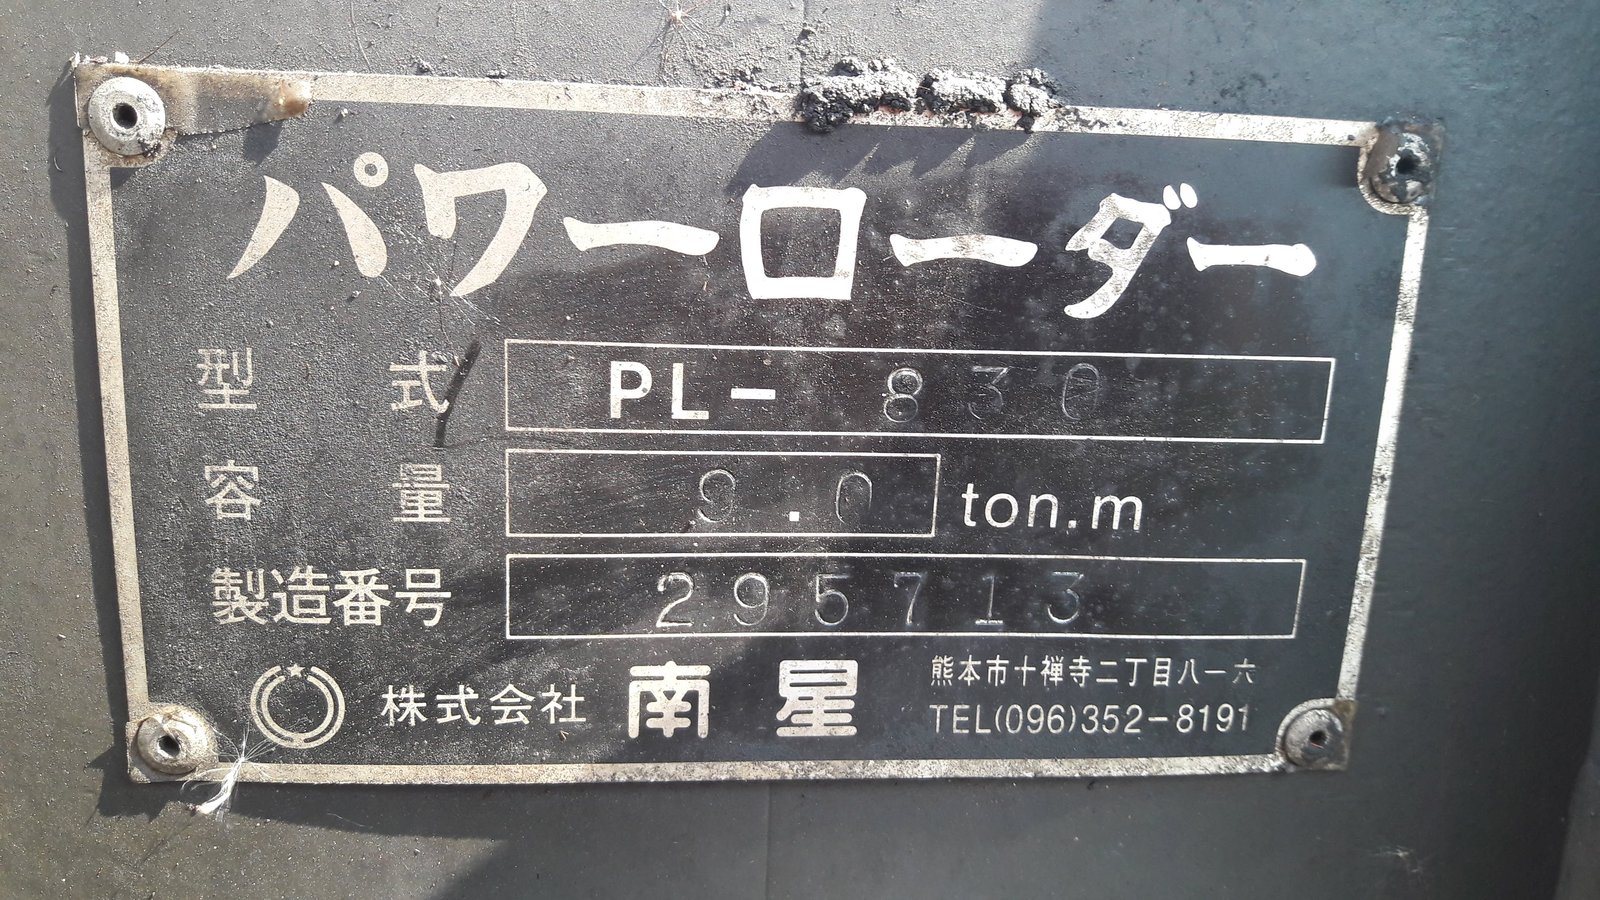 パワーローダー
型式 PL-830
容量 9.0 ton.m
製造番号 295713
株式会社 南星 熊本市十禅寺二丁目八一六
TEL(096)352-8191